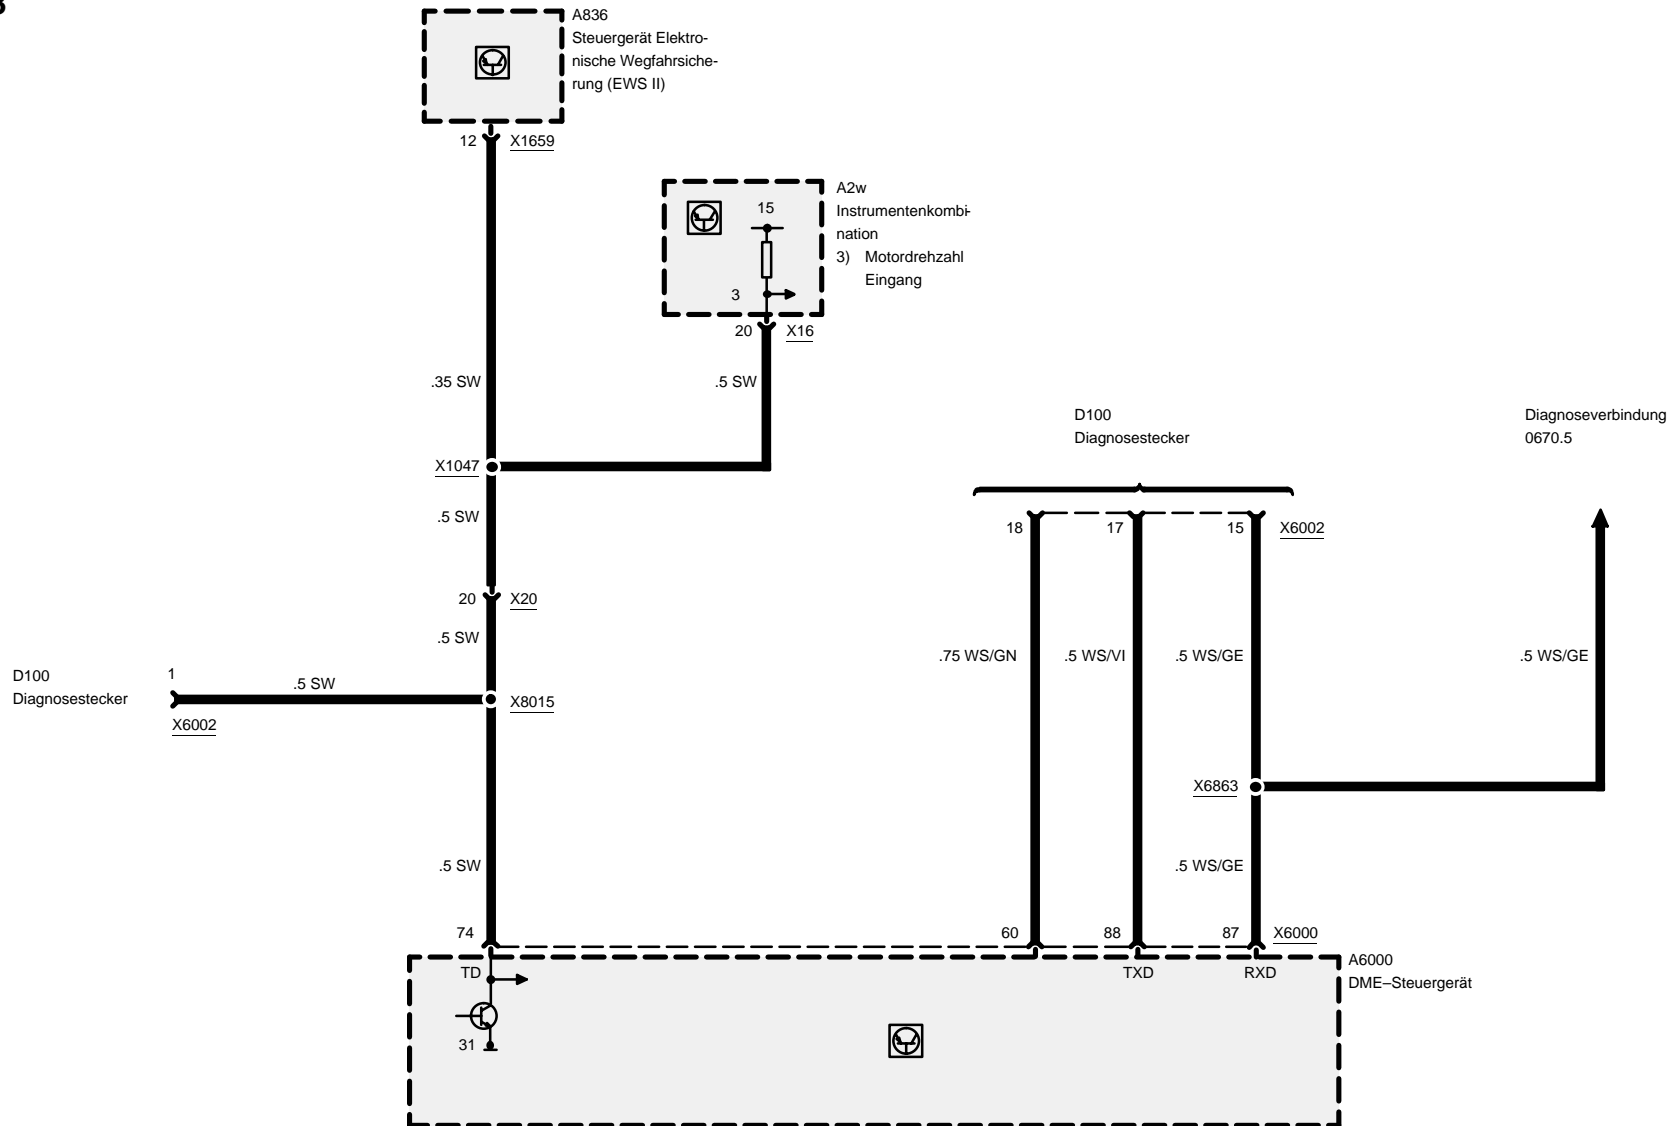 A836
Steuergerät Elektro-
nische Wegfahrsiche-
rung (EWS II)
12 X1659
A2w
Instrumentenkombi-
nation
3) Motordrehzahl
Eingang
15
3
20 X16
.35 SW
.5 SW
D100
Diagnosestecker
Diagnoseverbindung
0670.5
X1047
.5 SW
18 17 15 X6002
20 X20
.5 SW
.75 WS/GN .5 WS/VI .5 WS/GE .5 WS/GE
D100
Diagnosestecker
1
.5 SW
X6002
X8015
X6863
.5 SW
.5 WS/GE
74 60 88 87 X6000
TD TXD RXD
A6000
DME–Steuergerät
31